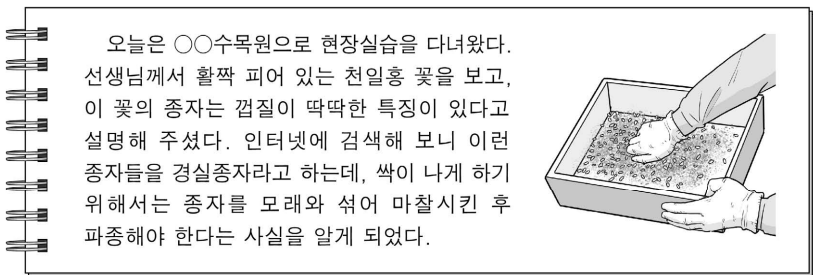 오늘은 ○○수목원으로 현장실습을 다녀왔다.
선생님께서 활짝 피어 있는 천일홍 꽃을 보고,
이 꽃의 종자는 껍질이 딱딱한 특징이 있다고
설명해 주셨다. 인터넷에 검색해 보니 이런
종자들을 경실종자라고 하는데, 싹이 나게 하기
위해서는 종자를 모래와 섞어 마찰시킨 후
파종해야 한다는 사실을 알게 되었다.